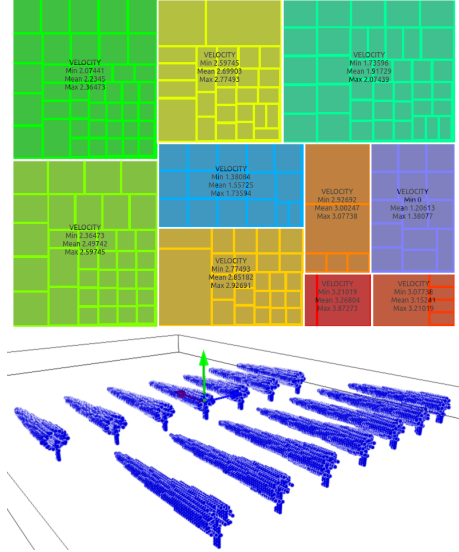 VELOCITY
Min 2.07441
Mean 2.2345
Max 2.36473
VELOCITY
Min 2.59745
Mean 2.69903
Max 2.77493
VELOCITY
Min 1.73596
Mean 1.91729
Max 2.07439
VELOCITY
Min 2.36473
Mean 2.49742
Max 2.59745
VELOCITY
Min 1.38084
Mean 1.55725
Max 1.73594
VELOCITY
Min 2.92692
Mean 3.00247
Max 3.07738
VELOCITY
Min 0
Mean 1.20613
Max 1.38077
VELOCITY
Min 2.77493
Mean 2.85182
Max 2.92691
VELOCITY
Min 3.21019
Max 3.67273
VELOCITY
Min 3.07738
Mean 3.15241
Max 3.21019